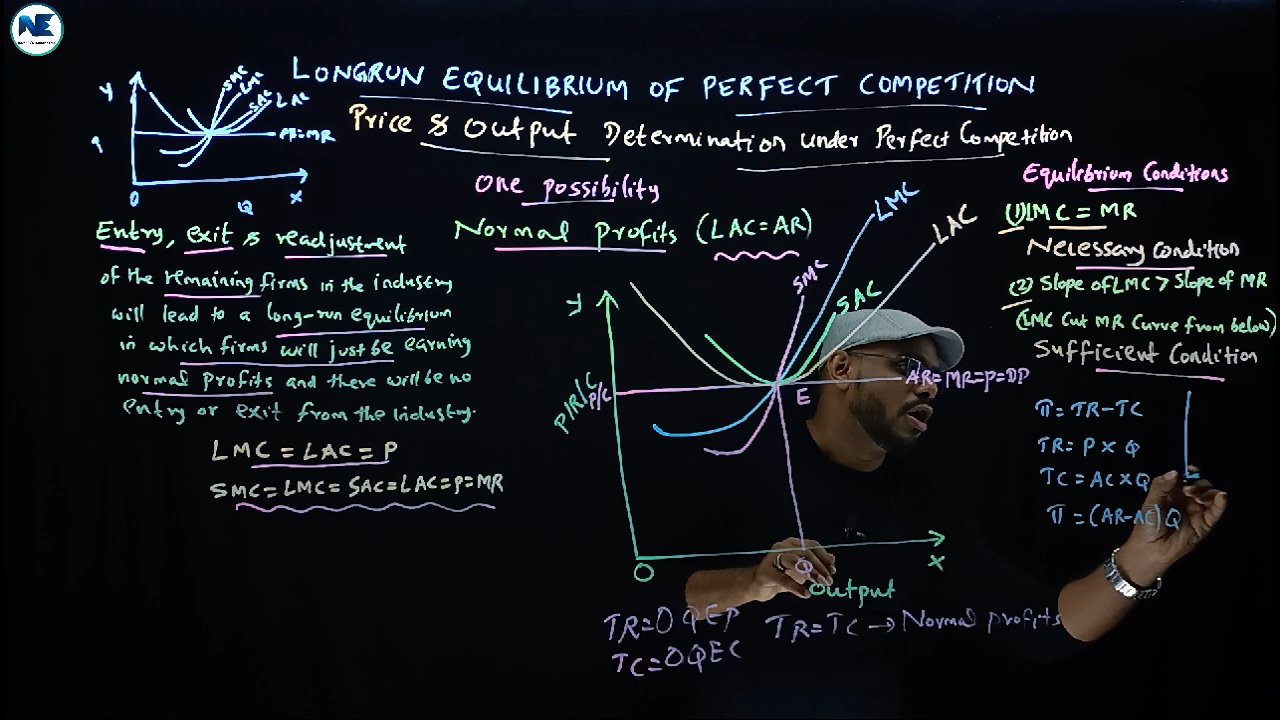 NE
LONGRUN EQUILIBRIUM OF PERFECT COMPETITION
Price & Output Determination under Perfect Competition
Y
SMC
LMC
SAC
LAC
P=MR
O
Q
X
One possibility
Normal profits (LAC=AR)
Entry, exit & readjustment
of the remaining firms in the industry
will lead to a long-run equilibrium
in which firms will just be earning
normal profits and there will be no
entry or exit from the industry.
LMC = LAC = P
SMC = LMC = SAC = LAC = P = MR
Y
P/R/C
P/C
SMC
LMC
SAC
LAC
E
AR=MR=P=DD
O
Q
X
Output
TR=OQEP
TC=OQEC
TR=TC → Normal profits
Equilibrium Conditions
(1) LMC = MR
Necessary Condition
(2) Slope of LMC > Slope of MR
(LMC Cut MR Curve from below)
Sufficient Condition
π = TR-TC
TR = P × Q
TC = AC × Q
π = (AR-AC) Q